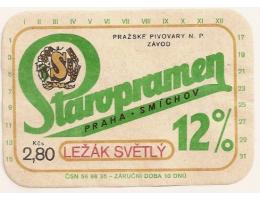 I II III IV V VI VII VIII IX X XI XII
PRAŽSKÉ PIVOVARY N. P.
ZÁVOD
Staropramen
PRAHA - SMÍCHOV
12%
Kčs
2,80
LEŽÁK SVĚTLÝ
ČSN 56 66 35 - ZÁRUČNÍ DOBA 10 DNŮ